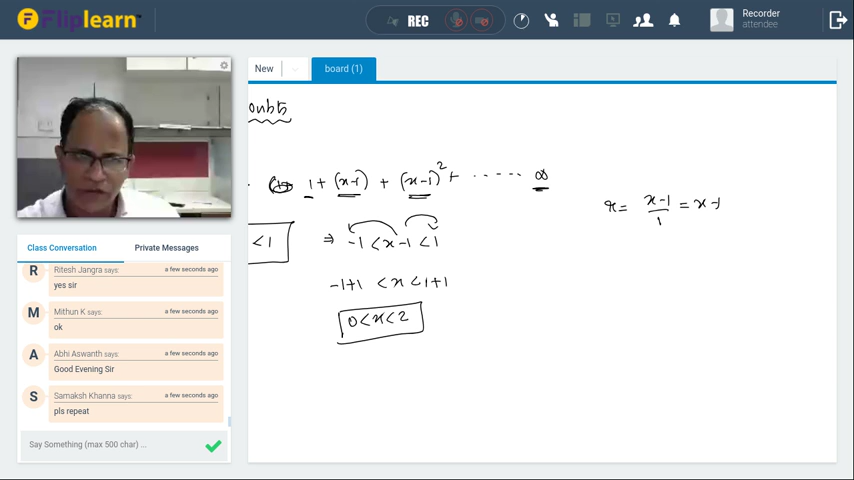 Fliplearn
REC
Recorder
attendee
New
board (1)
oubts
1 + (x-1) + (x-1)² + ...... ∞
r = x-1/1 = x-1
<1 ⇒ -1 < x-1 < 1
-1+1 < x < 1+1
0 < x < 2
Class Conversation
Private Messages
R
Ritesh Jangra says:
a few seconds ago
yes sir
M
Mithun K says:
a few seconds ago
ok
A
Abhi Aswanth says:
a few seconds ago
Good Evening Sir
S
Samaksh Khanna says:
a few seconds ago
pls repeat
Say Something (max 500 char) ...